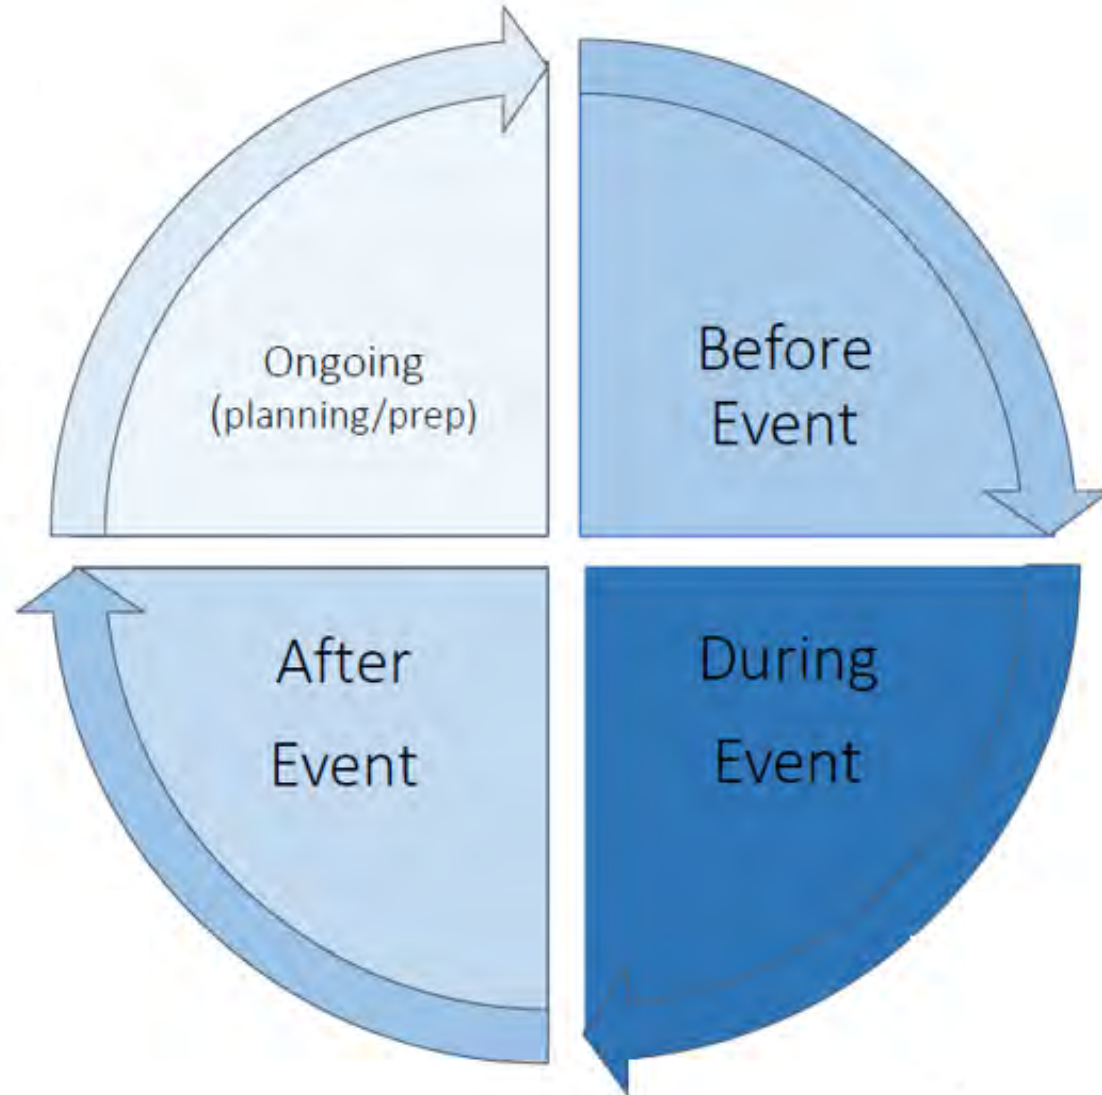 Ongoing
(planning/prep)
Before
Event
After
Event
During
Event